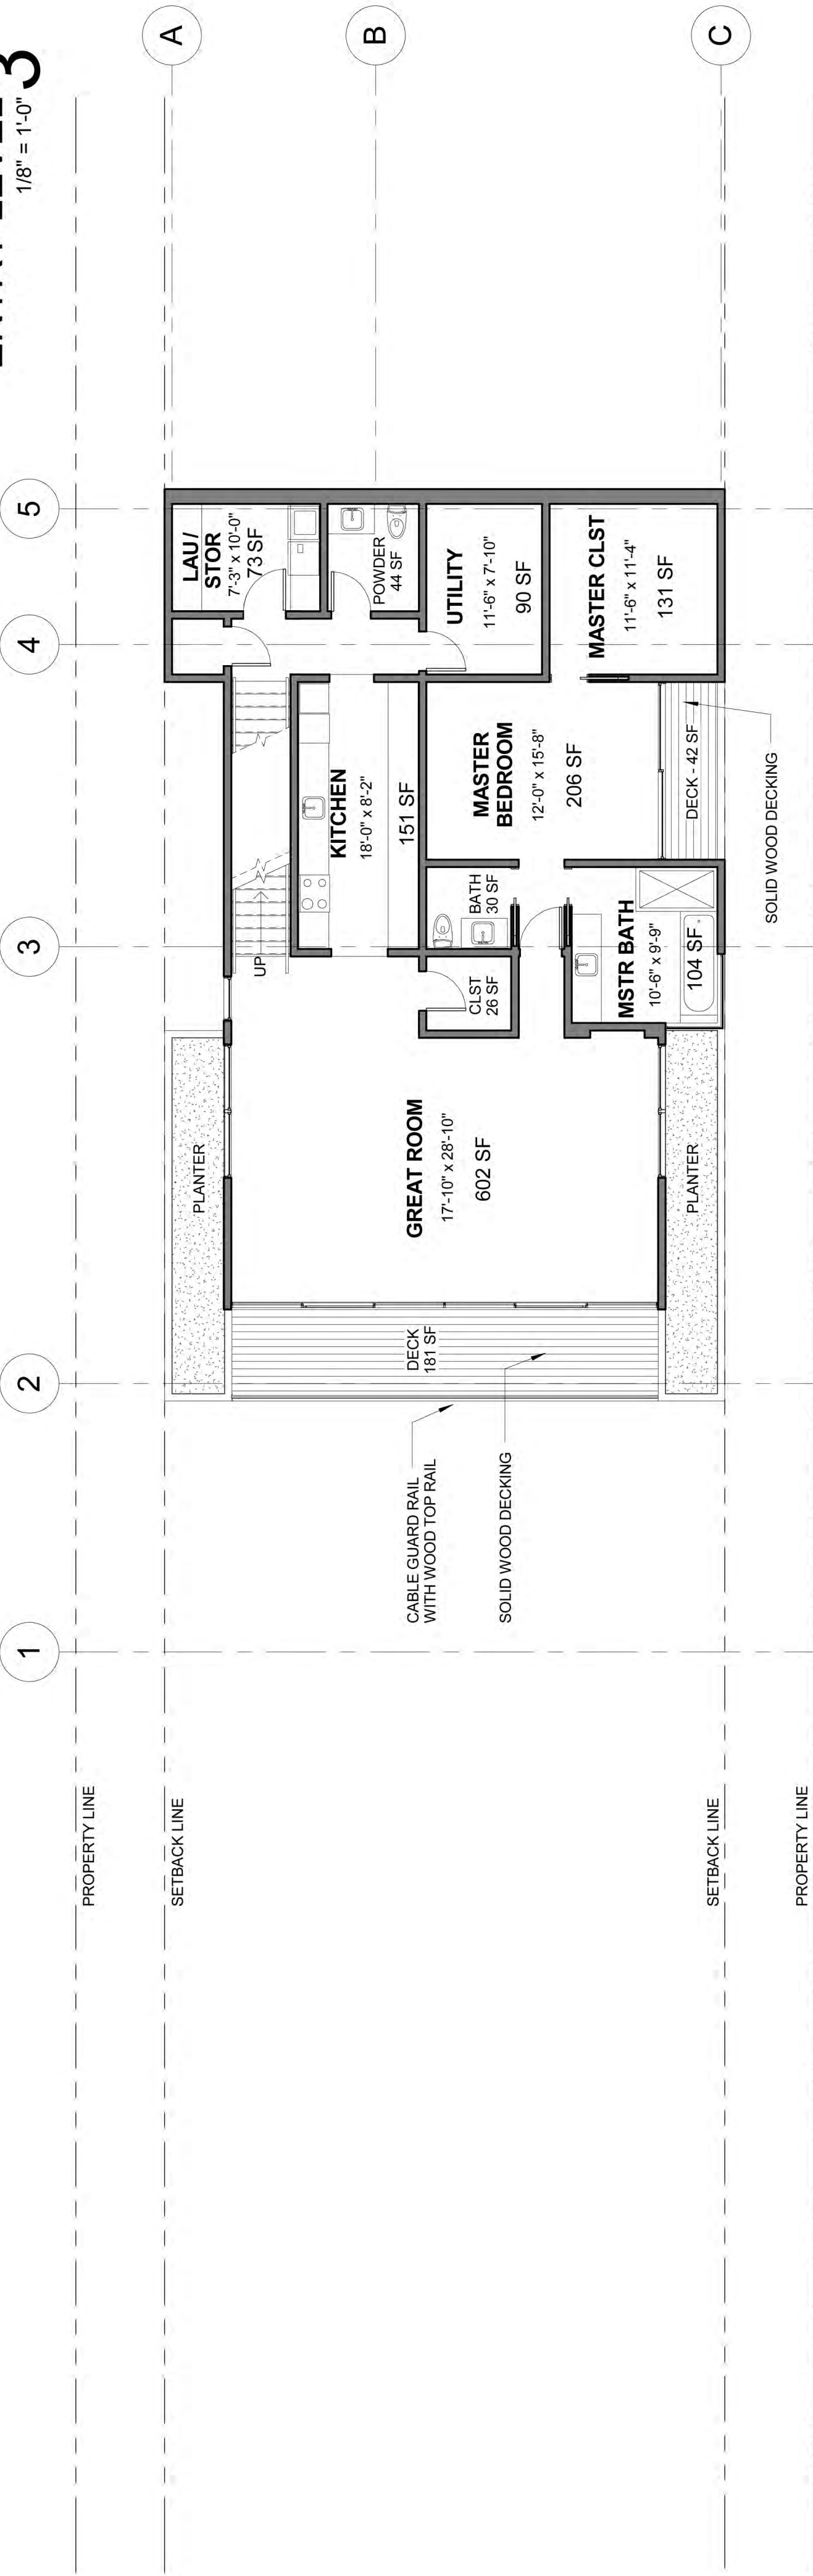 3
1/8" = 1'-0"
A
B
C
5
4
3
2
1
LAU /
STOR
7'-3" x 10'-0"
73 SF
POWDER
44 SF
UTILITY
11'-6" x 7'-10"
90 SF
MASTER CLST
11'-6" x 11'-4"
131 SF
UP
KITCHEN
18'-0" x 8'-2"
151 SF
MASTER
BEDROOM
12'-0" x 15'-8"
206 SF
DECK - 42 SF
SOLID WOOD DECKING
BATH
30 SF
CLST
26 SF
MSTR BATH
10'-6" x 9'-9"
104 SF
PLANTER
GREAT ROOM
17'-10" x 28'-10"
602 SF
PLANTER
DECK
181 SF
CABLE GUARD RAIL
WITH WOOD TOP RAIL
SOLID WOOD DECKING
PROPERTY LINE
SETBACK LINE
SETBACK LINE
PROPERTY LINE